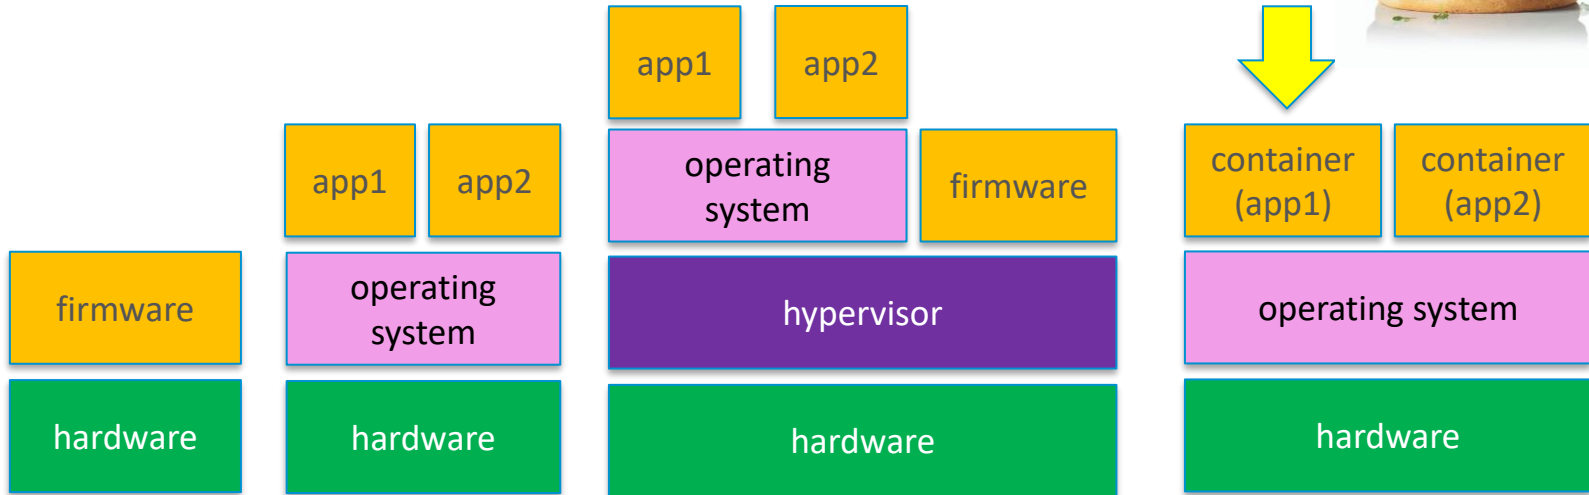 app1
app2
app1
app2
operating
system
firmware
container
(app1)
container
(app2)
firmware
operating
system
hypervisor
operating system
hardware
hardware
hardware
hardware